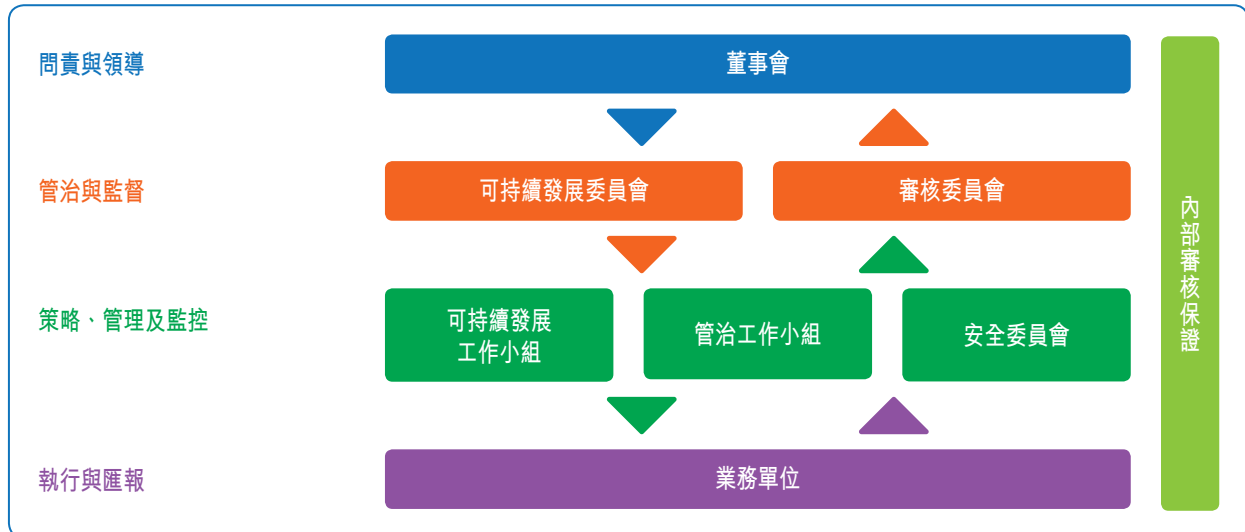 問責與領導
董事會
管治與監督
可持續發展委員會
審核委員會
策略、管理及監控
可持續發展
工作小組
管治工作小組
安全委員會
執行與匯報
業務單位
內部審核保證